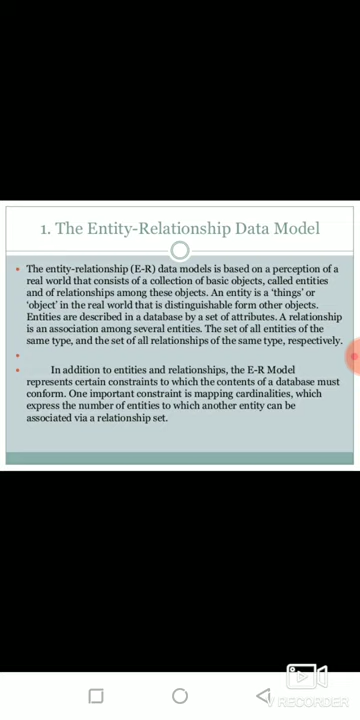 1. The Entity-Relationship Data Model
The entity-relationship (E-R) data models is based on a perception of a
real world that consists of a collection of basic objects, called entities
and of relationships among these objects. An entity is a 'things' or
'object' in the real world that is distinguishable form other objects.
Entities are described in a database by a set of attributes. A relationship
is an association among several entities. The set of all entities of the
same type, and the set of all relationships of the same type, respectively.
In addition to entities and relationships, the E-R Model
represents certain constraints to which the contents of a database must
conform. One important constraint is mapping cardinalities, which
express the number of entities to which another entity can be
associated via a relationship set.
V RECORDER